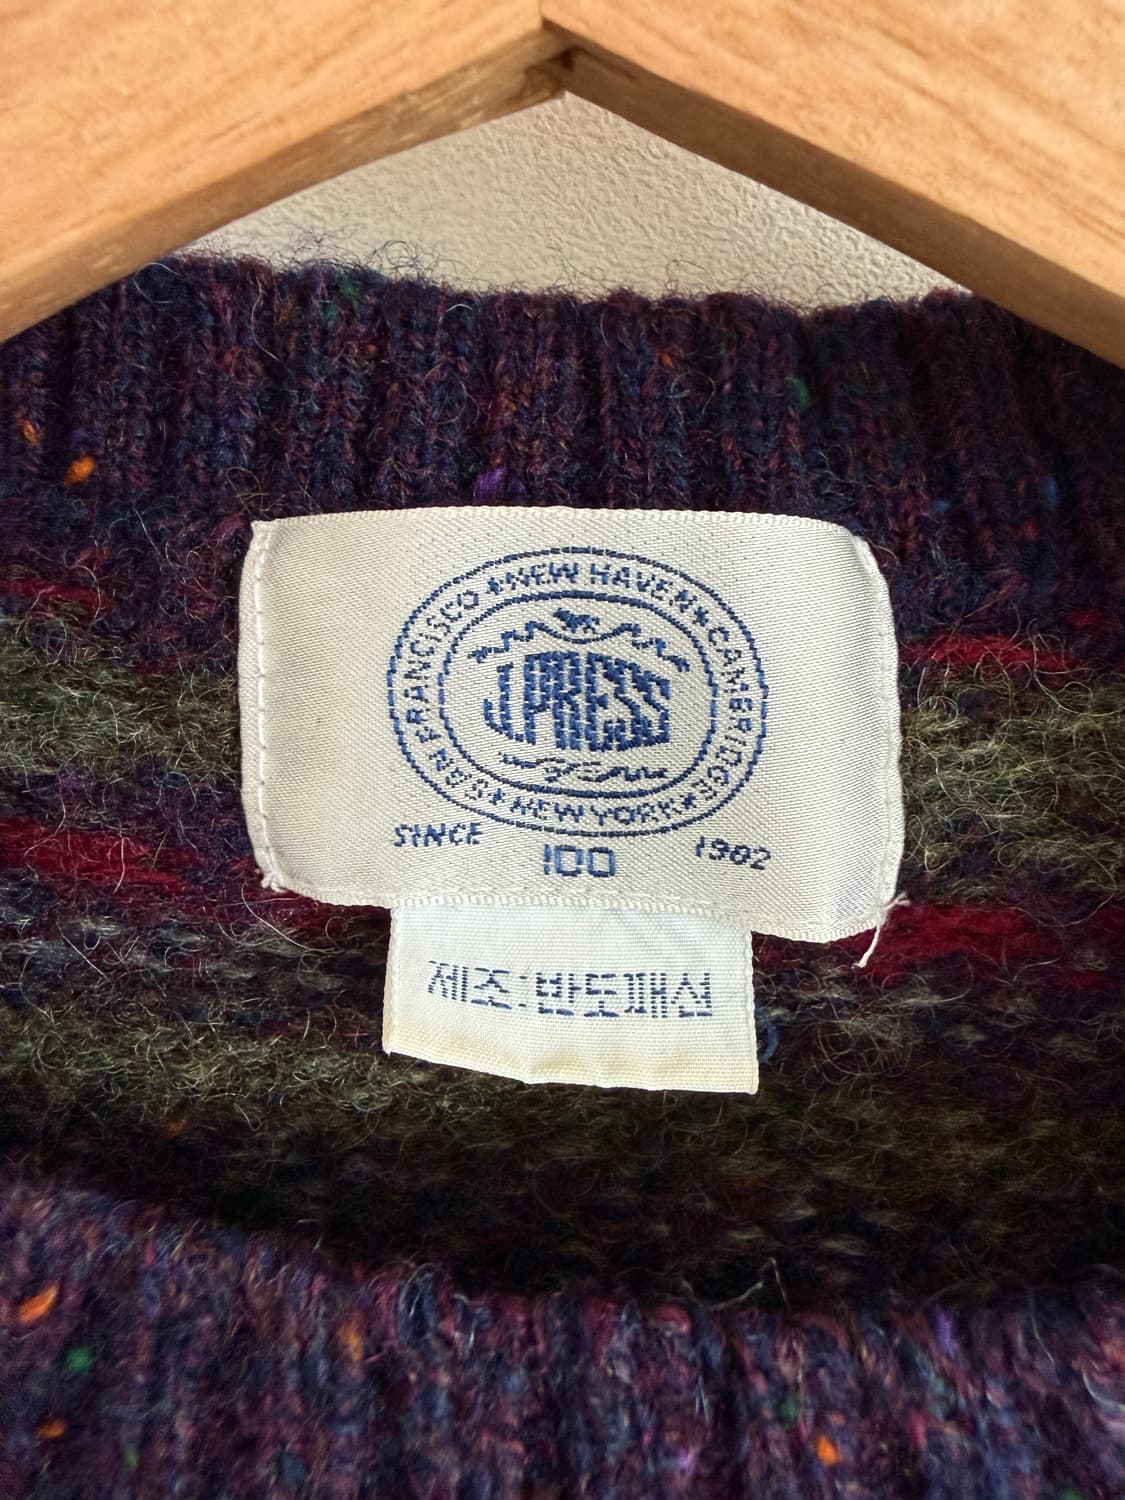 ★NEW HAVEN★CAMBRIDGE★NEW YORK★SAN FRANCISCO
J.PRESS
SINCE 1902
100
제조:반도패션